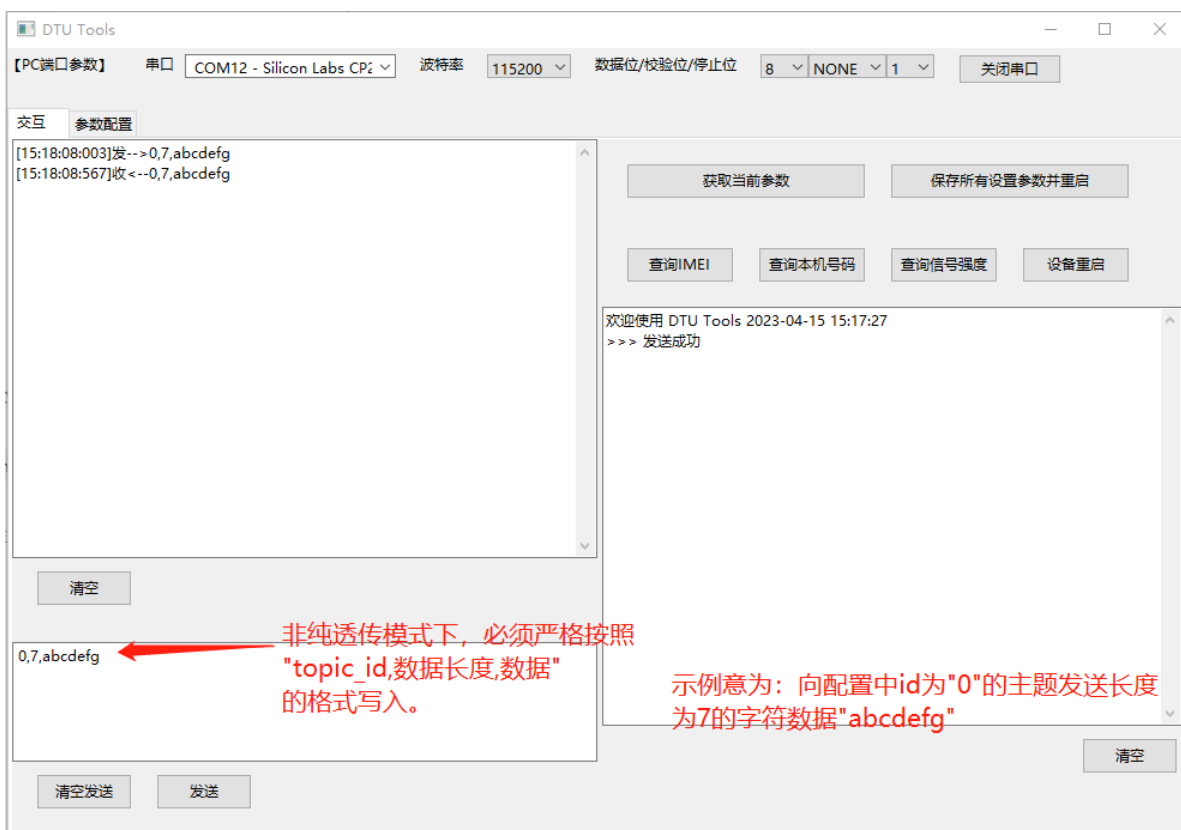 DTU Tools
【PC端口参数】 串口 COM12 - Silicon Labs CP2 波特率 115200 数据位/校验位/停止位 8 NONE 1 关闭串口
交互 参数配置
[15:18:08:003]发-->0,7,abcdefg
[15:18:08:567]收<--0,7,abcdefg
获取当前参数 保存所有设置参数并重启
查询IMEI 查询本机号码 查询信号强度 设备重启
欢迎使用 DTU Tools 2023-04-15 15:17:27
>>> 发送成功
清空
0,7,abcdefg
非纯透传模式下，必须严格按照
"topic_id,数据长度,数据"
的格式写入。
示例意为：向配置中id为"0"的主题发送长度
为7的字符数据"abcdefg"
清空
清空发送 发送